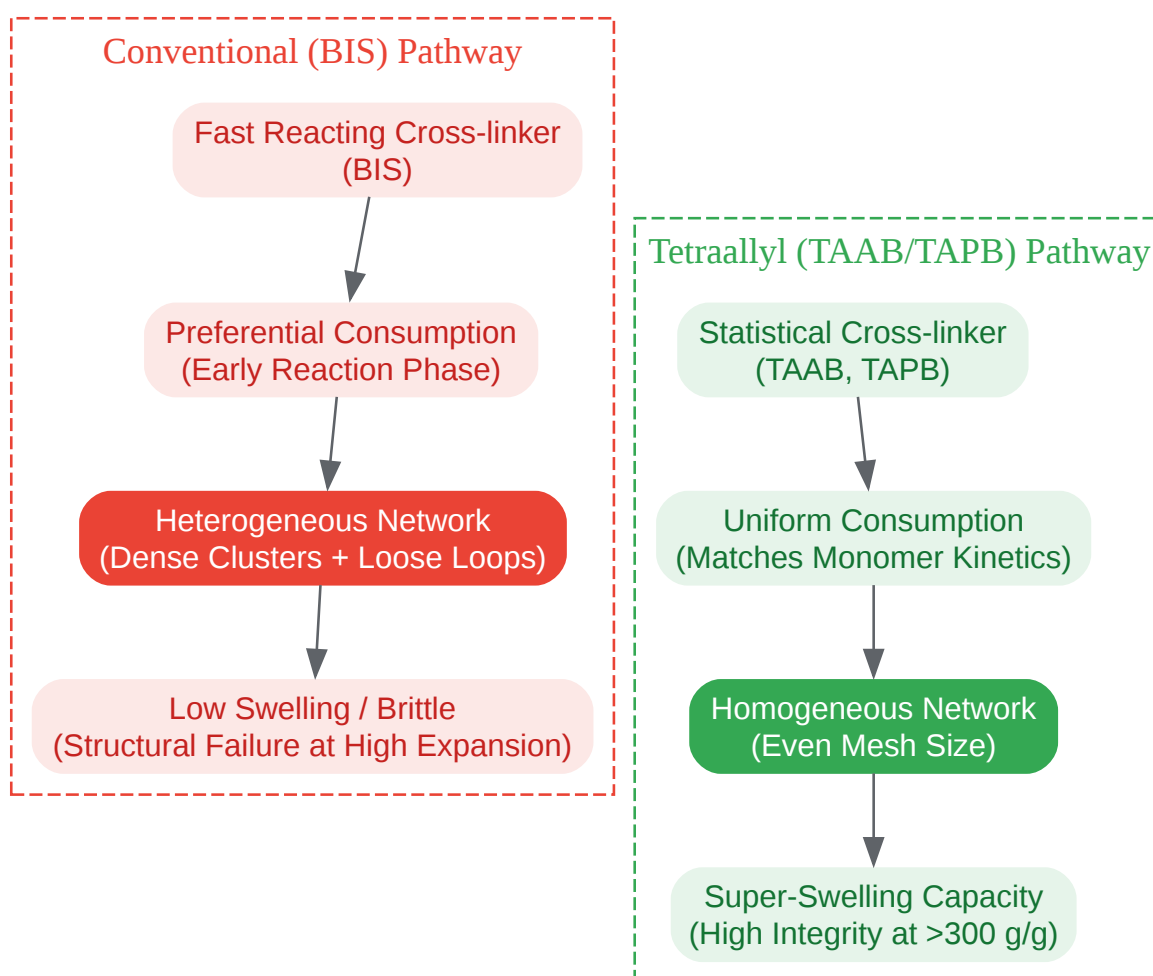 Conventional (BIS) Pathway
Fast Reacting Cross-linker
(BIS)
Preferential Consumption
(Early Reaction Phase)
Heterogeneous Network
(Dense Clusters + Loose Loops)
Low Swelling / Brittle
(Structural Failure at High Expansion)
Tetraallyl (TAAB/TAPB) Pathway
Statistical Cross-linker
(TAAB, TAPB)
Uniform Consumption
(Matches Monomer Kinetics)
Homogeneous Network
(Even Mesh Size)
Super-Swelling Capacity
(High Integrity at >300 g/g)